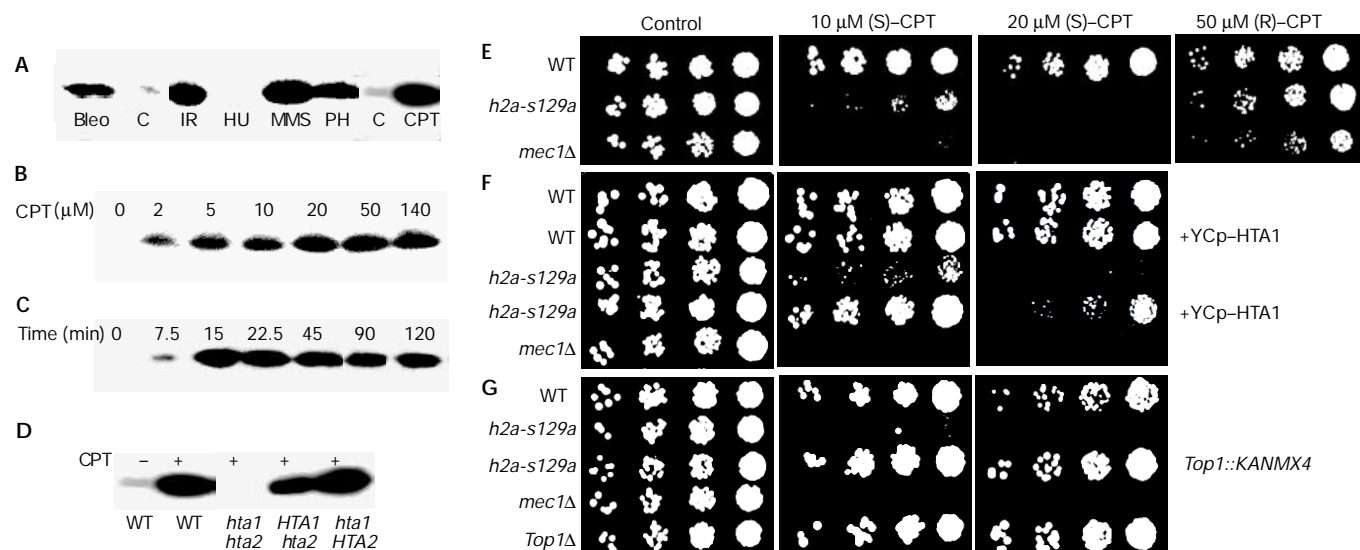 A
Bleo C IR HU MMS PH C CPT
B
CPT (µM) 0 2 5 10 20 50 140
C
Time (min) 0 7.5 15 22.5 45 90 120
D
CPT – + + + +
WT WT hta1 HTA1 hta1
hta2 hta2 HTA2
Control 10 µM (S)–CPT 20 µM (S)–CPT 50 µM (R)–CPT
E
WT
h2a-s129a
mec1Δ
F
WT
WT +YCp–HTA1
h2a-s129a
h2a-s129a +YCp–HTA1
mec1Δ
G
WT
h2a-s129a
h2a-s129a Top1::KANMX4
mec1Δ
Top1Δ